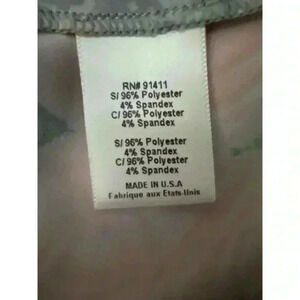 RN# 91411
S/ 96% Polyester
4% Spandex
C/ 96% Polyester
4% Spandex
S/ 96% Polyester
4% Spandex
C/ 96% Polyester
4% Spandex
MADE IN U.S.A
Fabrique aux Etats-Unis